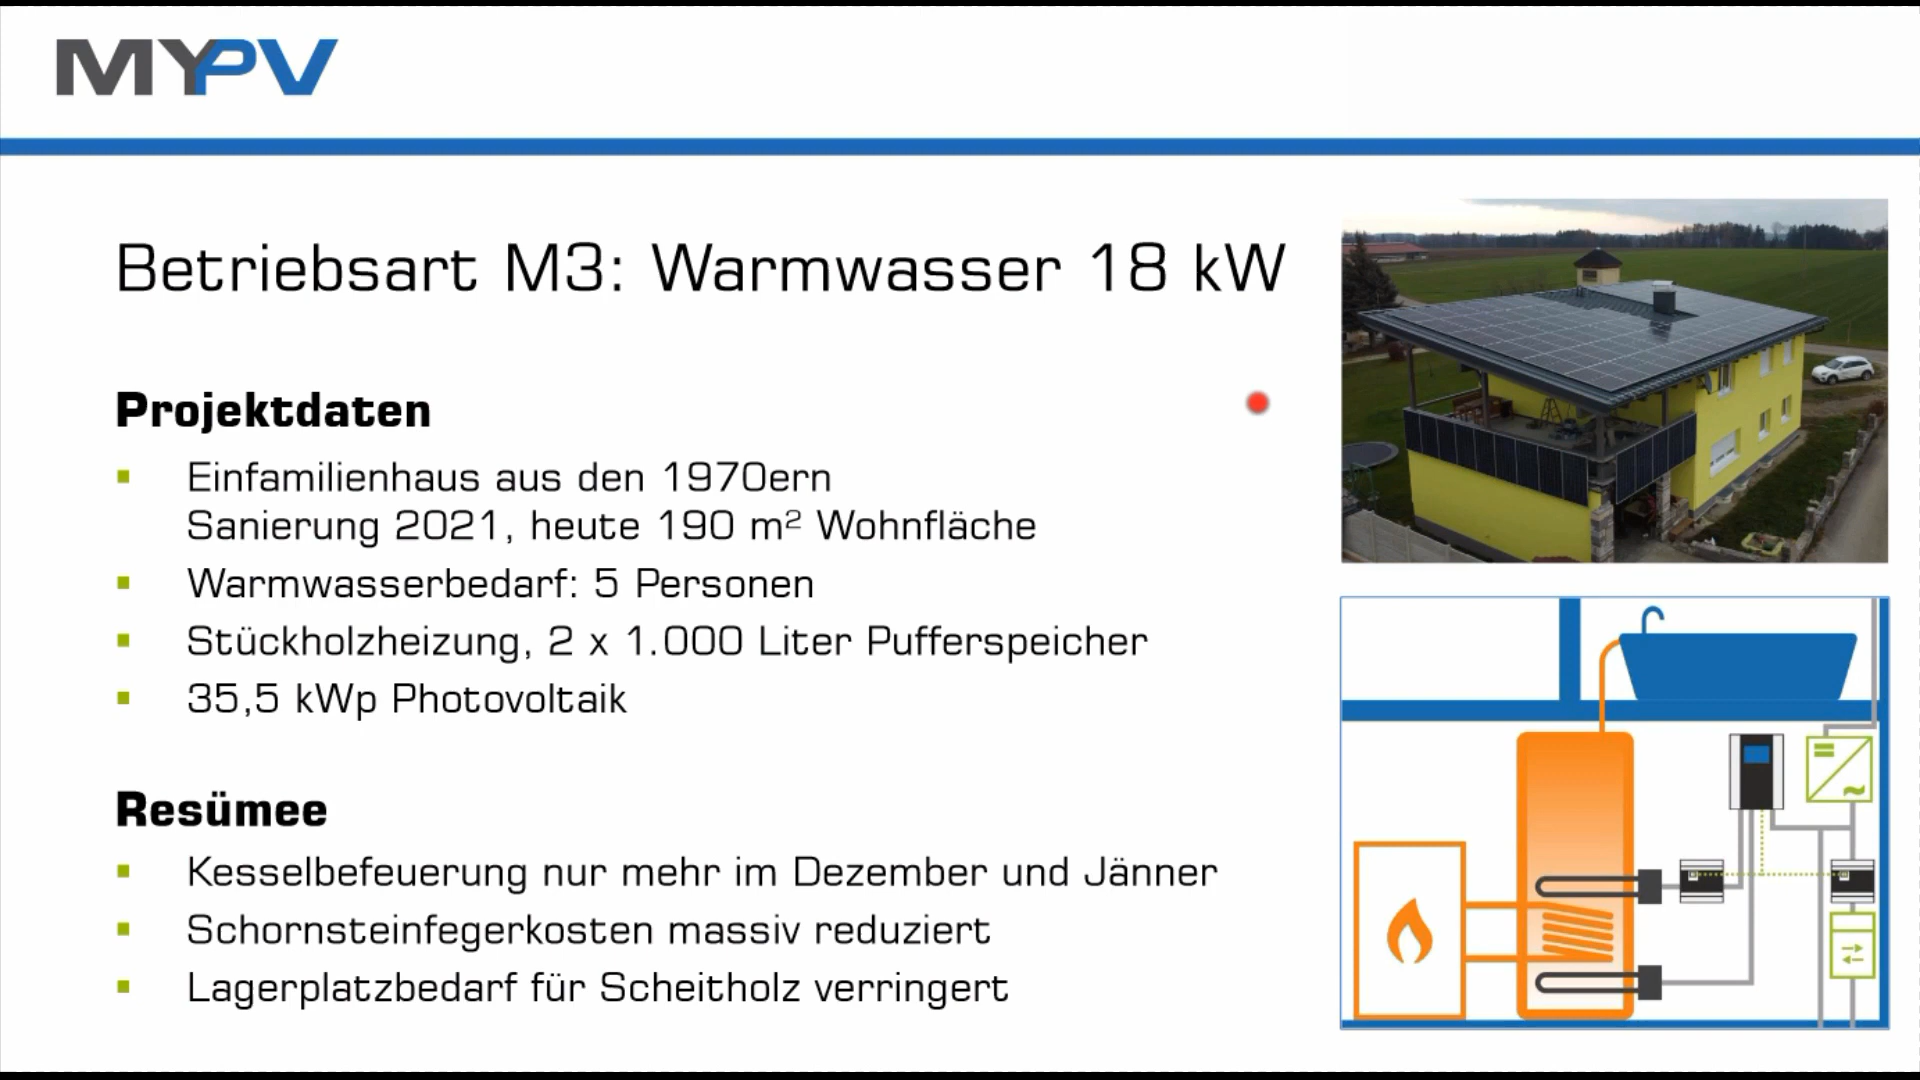 MYPV
Betriebsart M3: Warmwasser 18 kW
Projektdaten
Einfamilienhaus aus den 1970ern
Sanierung 2021, heute 190 m² Wohnfläche
Warmwasserbedarf: 5 Personen
Stückholzheizung, 2 x 1.000 Liter Pufferspeicher
35,5 kWp Photovoltaik
Resümee
Kesselbefeuerung nur mehr im Dezember und Jänner
Schornsteinfegerkosten massiv reduziert
Lagerplatzbedarf für Scheitholz verringert